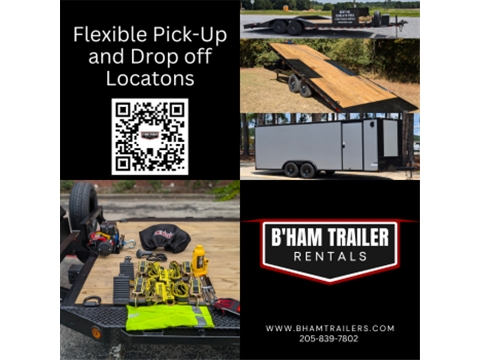 Flexible Pick-Up
and Drop off
Locatons
B'HAM TRAILER
RENTALS
WWW.BHAMTRAILERS.COM
205-839-7802